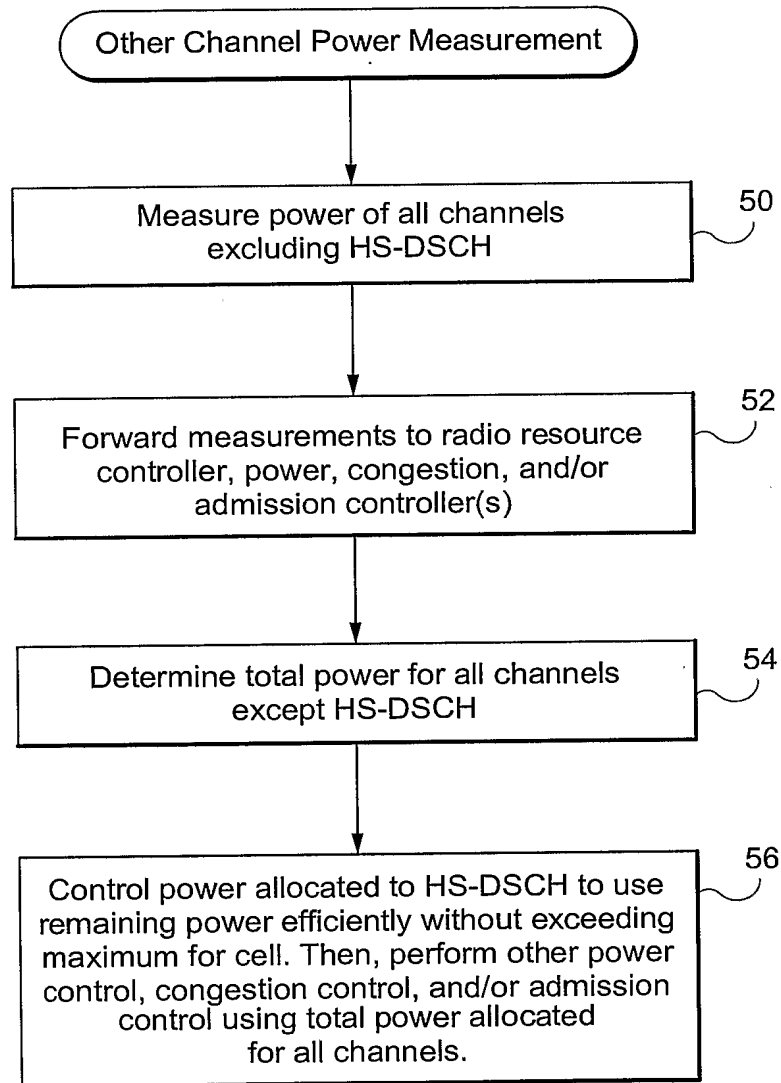 Other Channel Power Measurement
Measure power of all channels
excluding HS-DSCH
50
Forward measurements to radio resource
controller, power, congestion, and/or
admission controller(s)
52
Determine total power for all channels
except HS-DSCH
54
Control power allocated to HS-DSCH to use
remaining power efficiently without exceeding
maximum for cell. Then, perform other power
control, congestion control, and/or admission
control using total power allocated
for all channels.
56